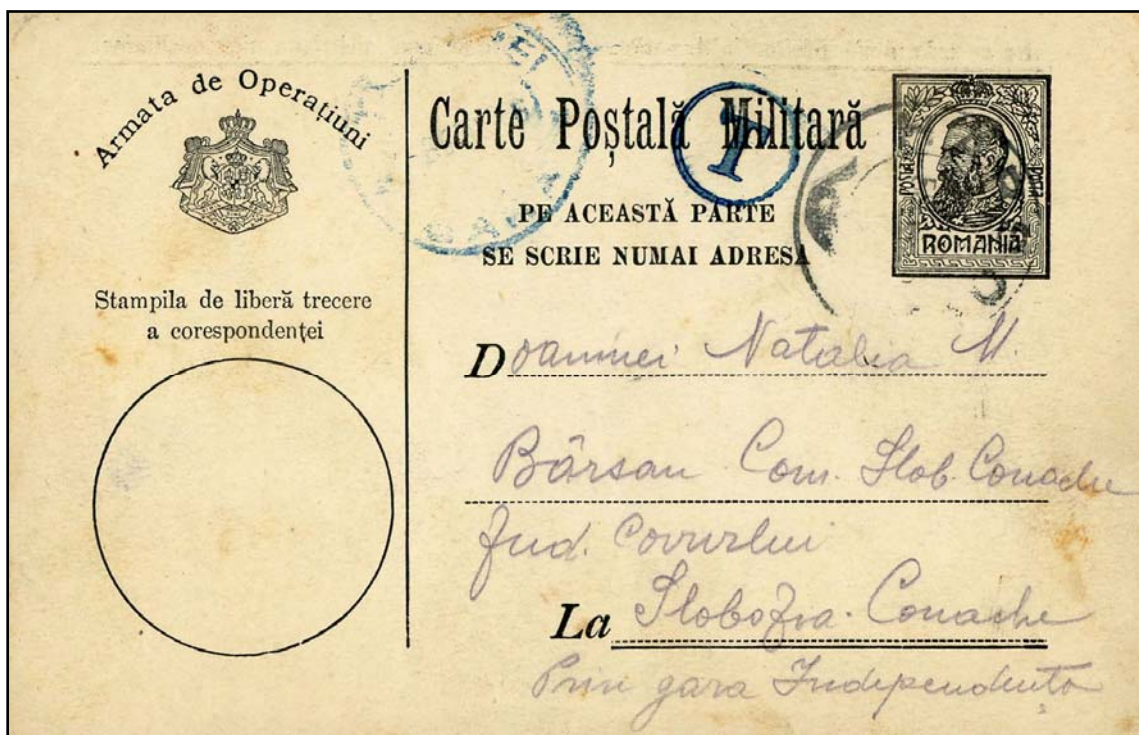 Armata de Operațiuni
Stampila de liberă trecere
a corespondenței
Carte Poștală Militară
T
PE ACEASTĂ PARTE
SE SCRIE NUMAI ADRESA
POSTA
ROMANIA
Doamnei Natalia M.
Bârsan Com. Slob. Conache
Jud. Covurlui
La Slobozia-Conache
Prin gara Independența